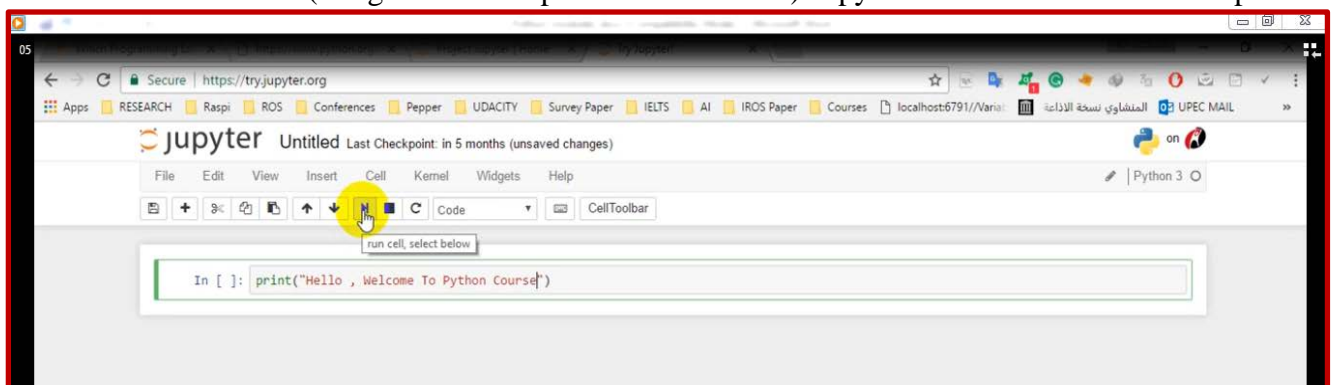 05
Secure | https://try.jupyter.org
Apps RESEARCH Raspi ROS Conferences Pepper UDACITY Survey Paper IELTS AI IROS Paper Courses localhost:6791//Varia المنشاوي نسخة الاذاعة UPEC MAIL »
jupyter Untitled Last Checkpoint: in 5 months (unsaved changes) on
File Edit View Insert Cell Kernel Widgets Help Python 3
Code CellToolbar
run cell, select below
In [ ]: print("Hello , Welcome To Python Course")